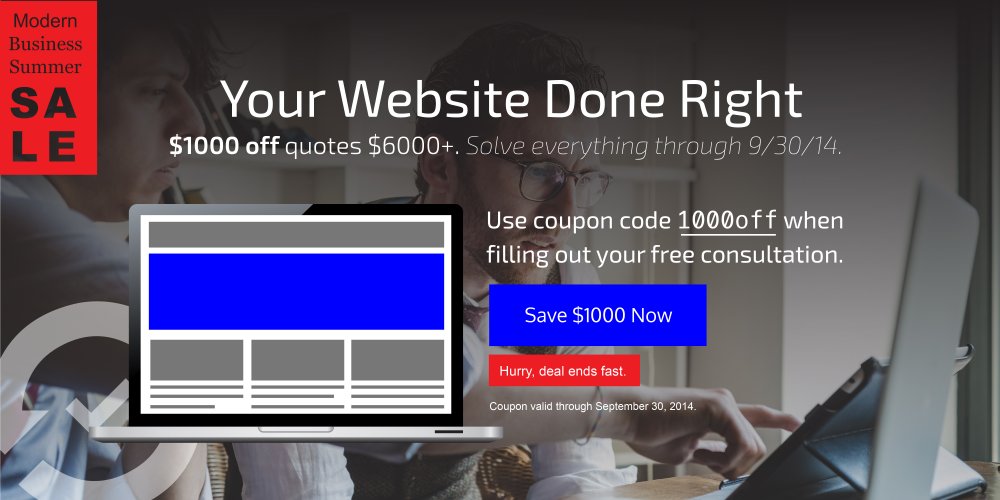 Modern
Business
Summer
SA
LE
Your Website Done Right
$1000 off quotes $6000+. Solve everything through 9/30/14.
Use coupon code 1000off when
filling out your free consultation.
Save $1000 Now
Hurry, deal ends fast.
Coupon valid through September 30, 2014.